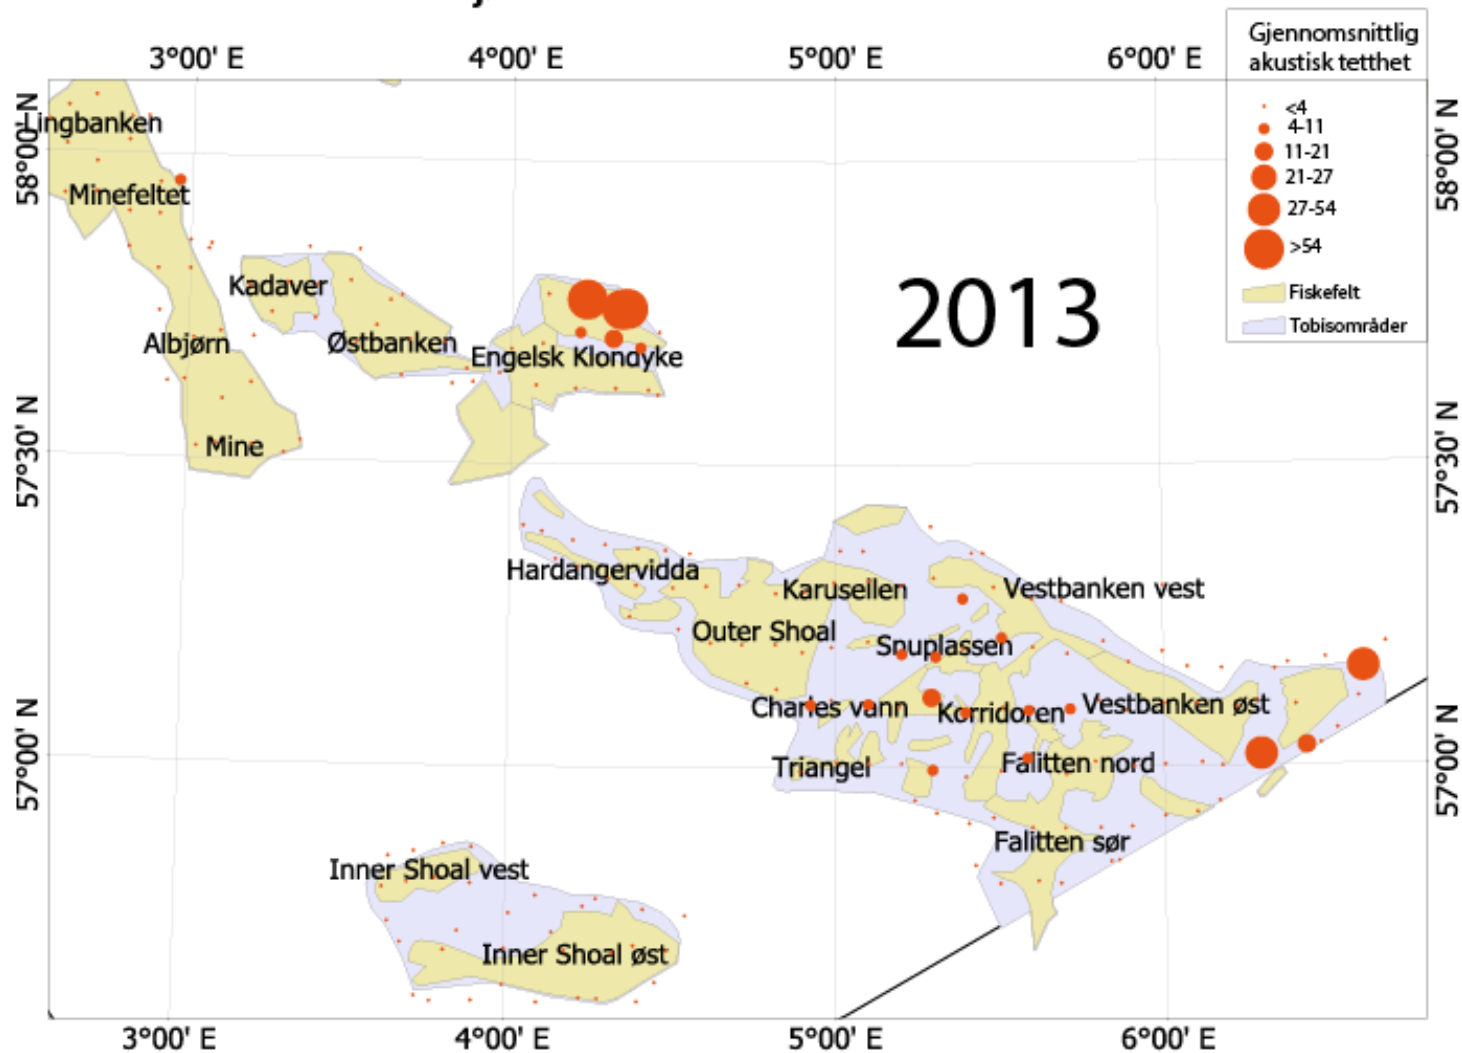 j
3°00' E
4°00' E
5°00' E
6°00' E
Gjennomsnittlig
akustisk tetthet
<4
4-11
11-21
21-27
27-54
>54
Fiskefelt
Tobisområder
58°00' N
58°00' N
Lingbanken
Minefeltet
2013
Kadaver
Albjørn
Østbanken
Engelsk Klondyke
Mine
57°30' N
57°30' N
Hardangervidda
Karusellen
Vestbanken vest
Outer Shoal
Snuplassen
Charles vann
Korridoren
Vestbanken øst
57°00' N
57°00' N
Triangel
Falitten nord
Falitten sør
Inner Shoal vest
Inner Shoal øst
3°00' E
4°00' E
5°00' E
6°00' E